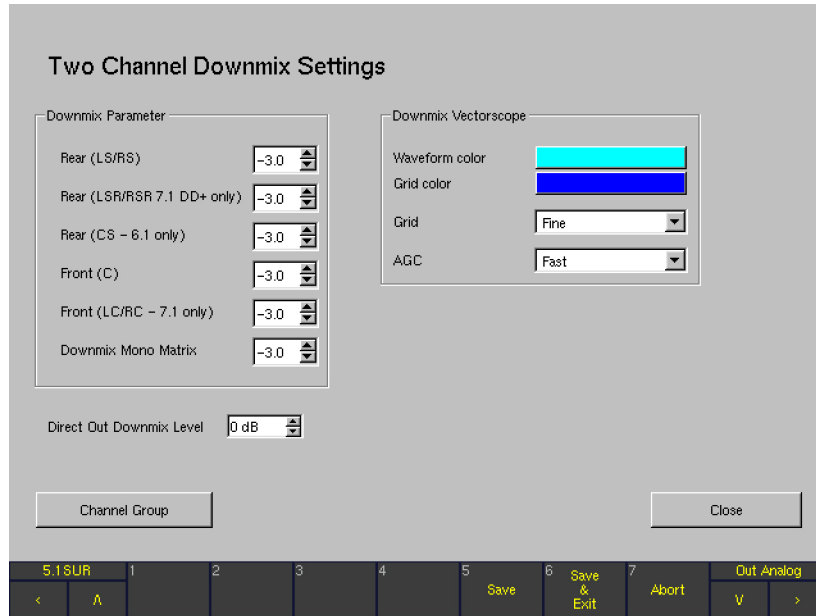 Two Channel Downmix Settings
Downmix Parameter
Rear (LS/RS) -3.0
Rear (LSR/RSR 7.1 DD+ only) -3.0
Rear (CS - 6.1 only) -3.0
Front (C) -3.0
Front (LC/RC - 7.1 only) -3.0
Downmix Mono Matrix -3.0
Direct Out Downmix Level 0 dB
Downmix Vectorscope
Waveform color
Grid color
Grid Fine
AGC Fast
Channel Group
Close
5.1SUR 1 2 3 4 5 6 7 Out Analog
Save
Save
&
Exit
Abort
< Λ V >